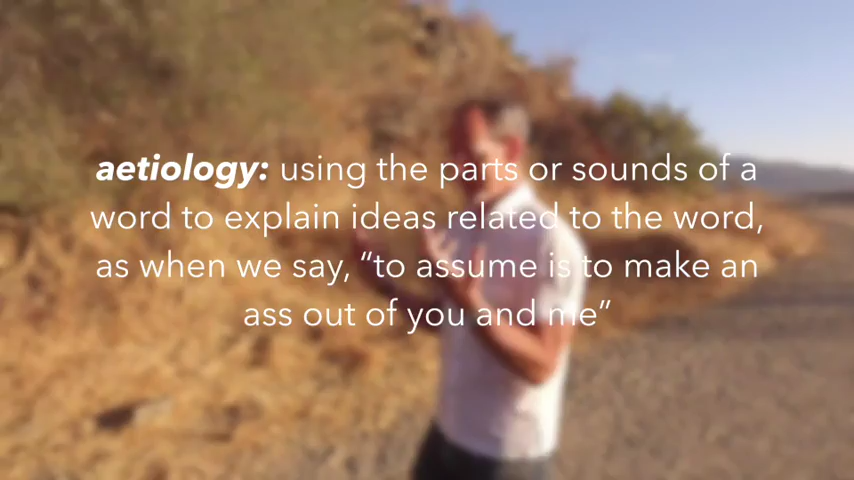 aetiology: using the parts or sounds of a
word to explain ideas related to the word,
as when we say, “to assume is to make an
ass out of you and me”